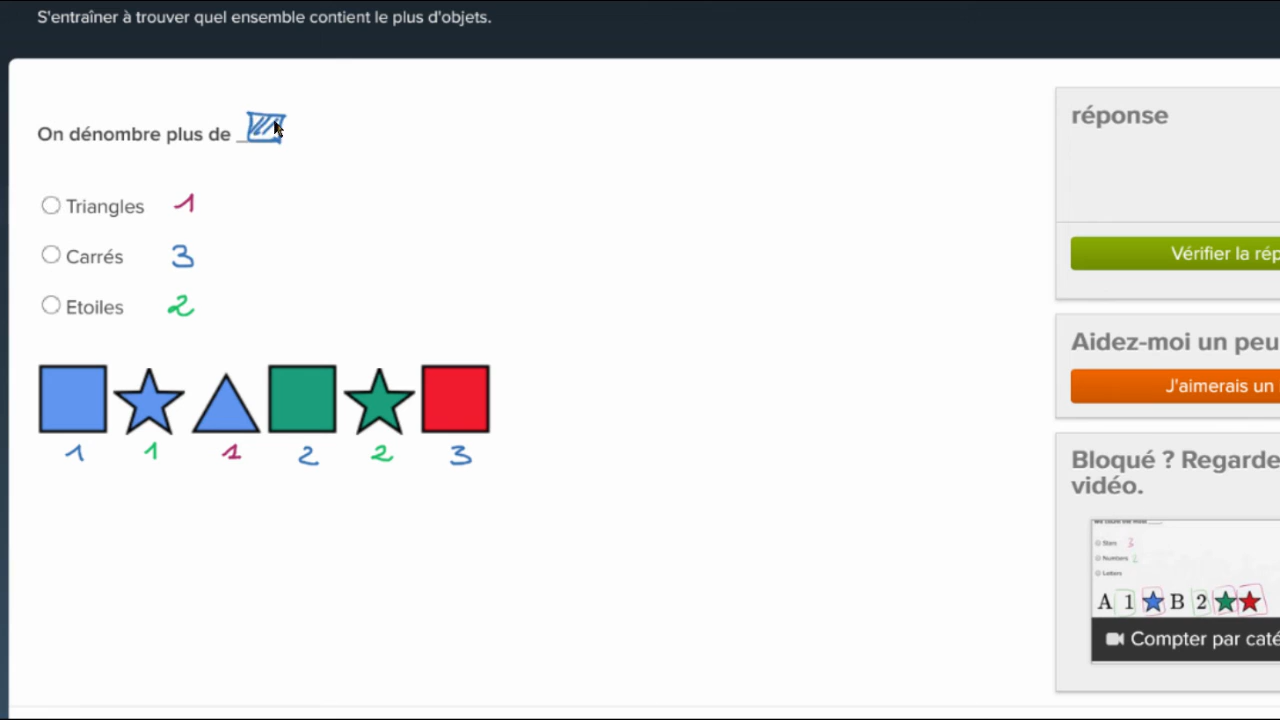 S'entraîner à trouver quel ensemble contient le plus d'objets.
On dénombre plus de ___
Triangles 1
Carrés 3
Etoiles 2
1 1 1 2 2 3
réponse
Vérifier la rép
Aidez-moi un peu
J'aimerais un
Bloqué ? Regarde
vidéo.
Stars 3
Numbers 2
Letters
A 1 B 2
Compter par caté